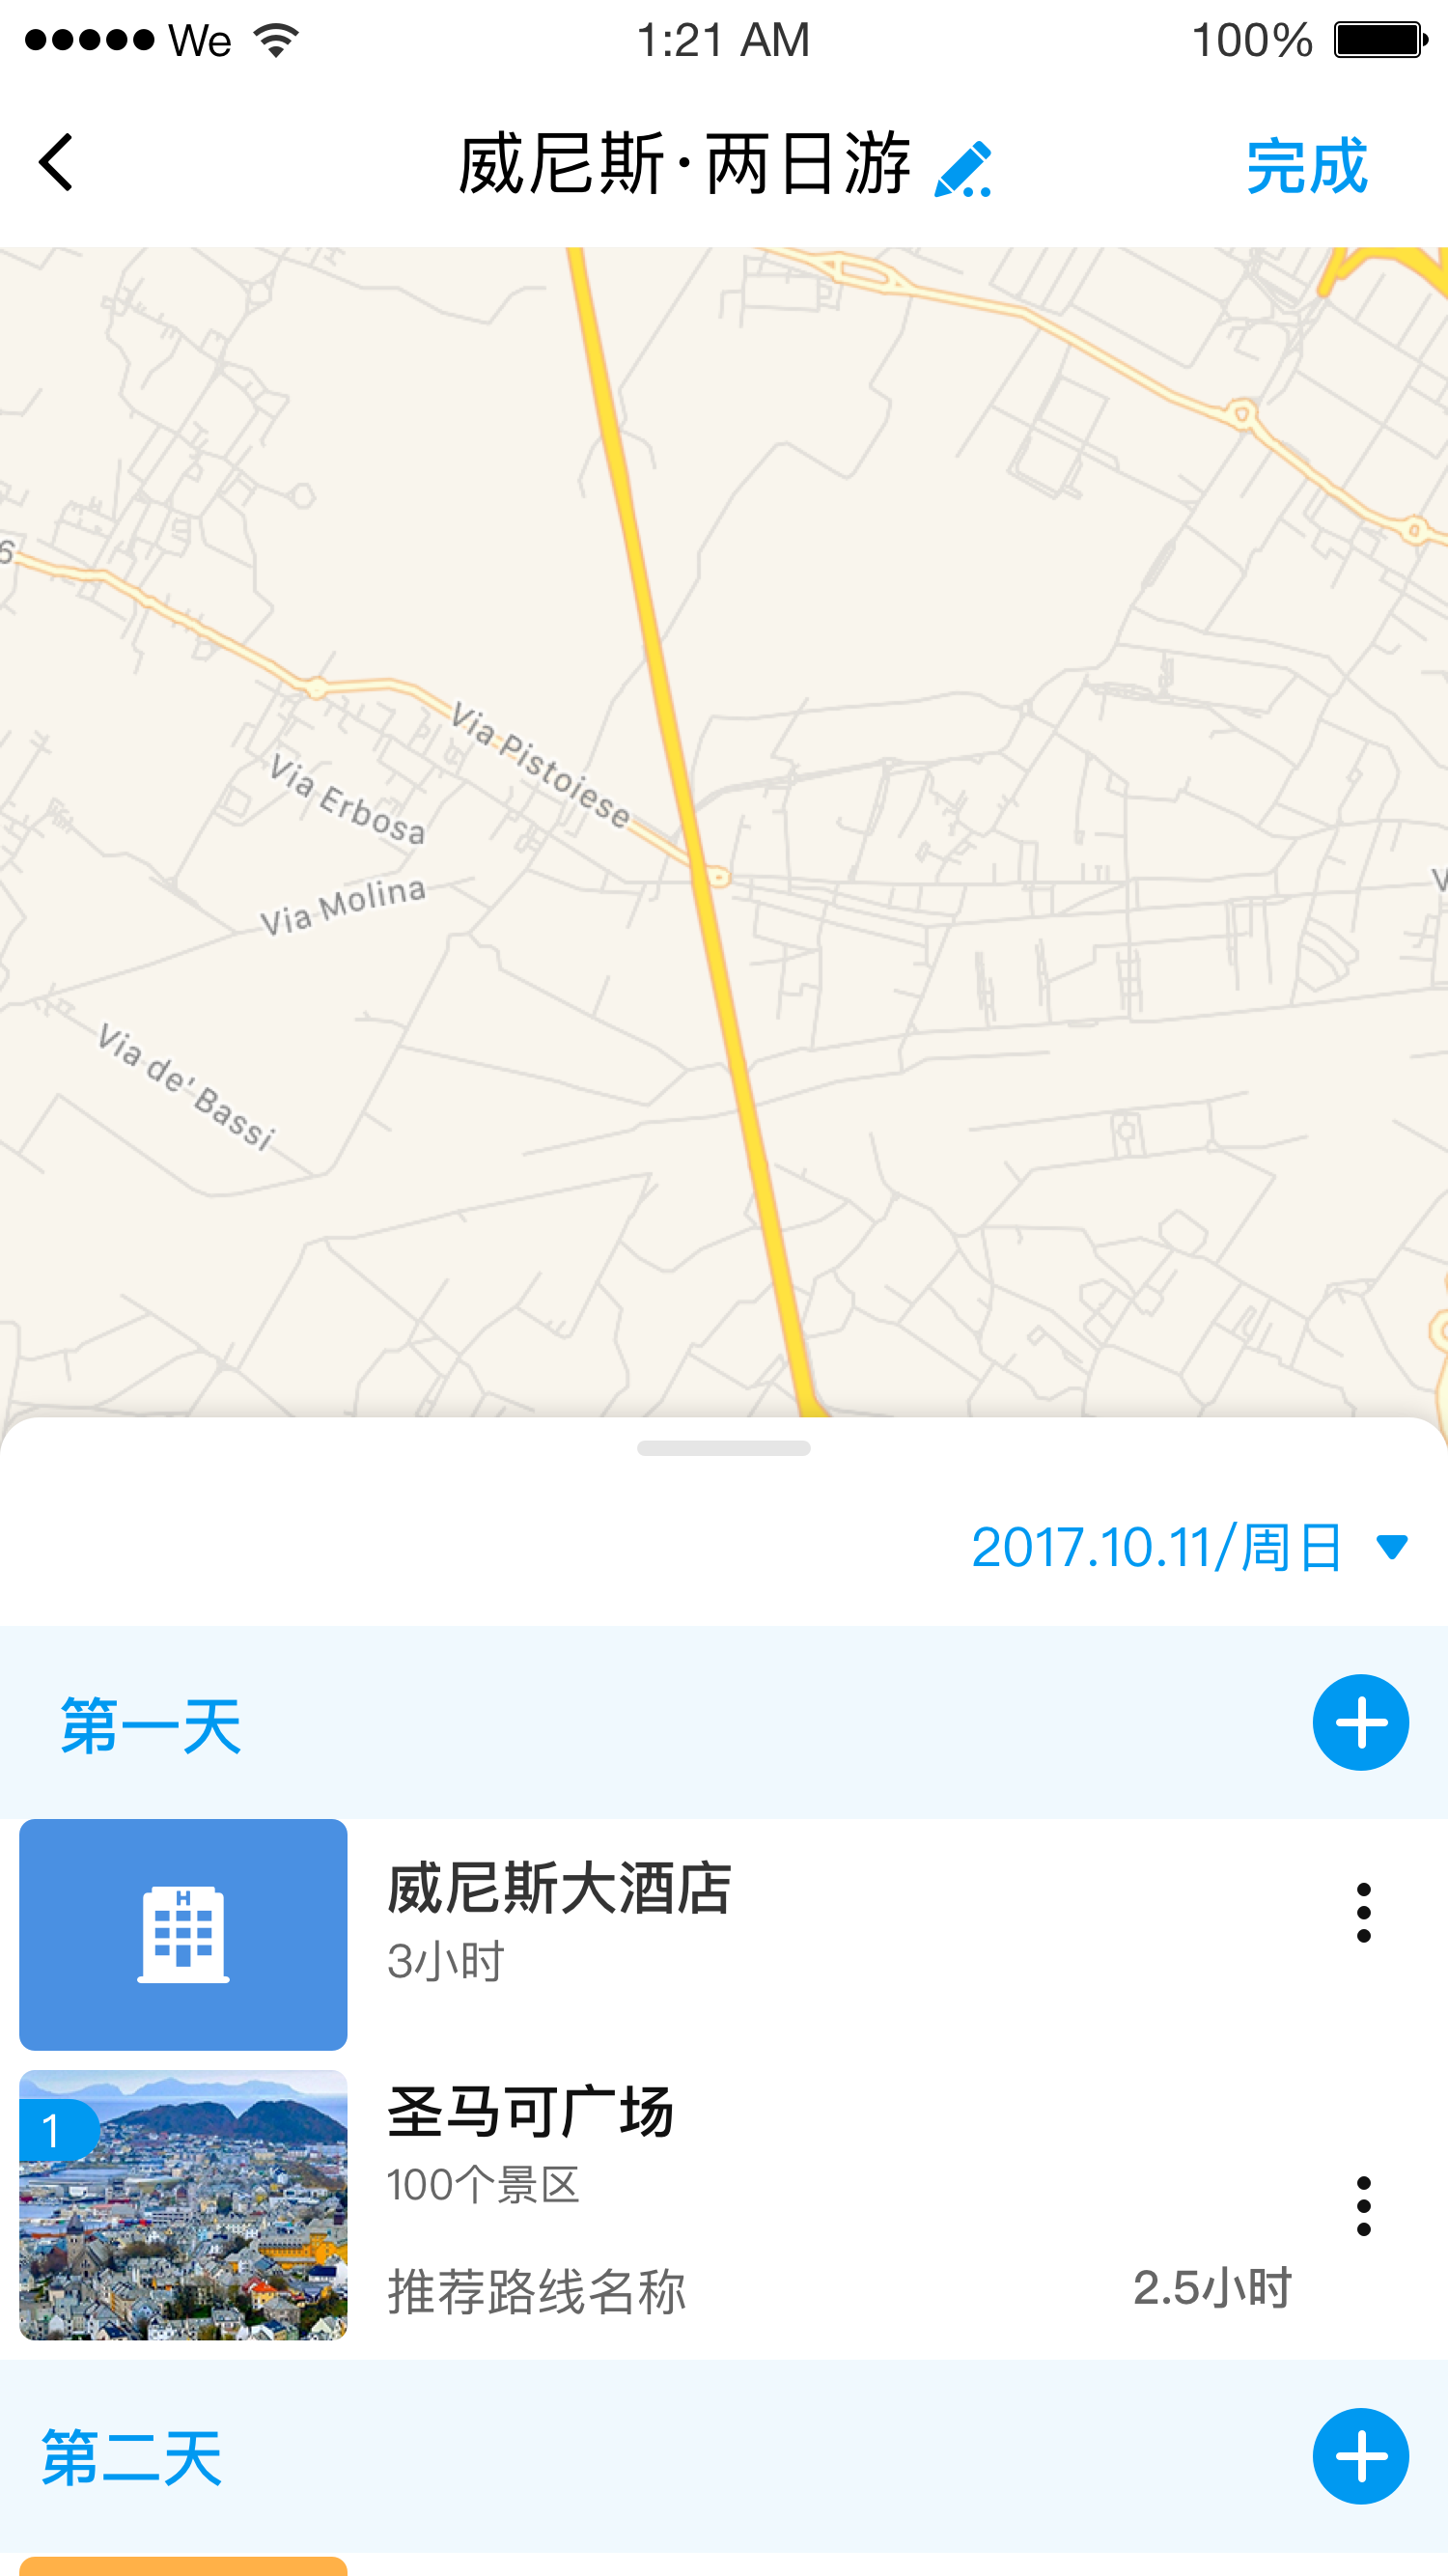 We 1:21 AM 100%
威尼斯·两日游 完成
6
Via Pistoiese
Via Erbosa
Via Molina
V
Via de' Bassi
2017.10.11/周日
第一天
H
威尼斯大酒店
3小时
1
圣马可广场
100个景区
推荐路线名称 2.5小时
第二天